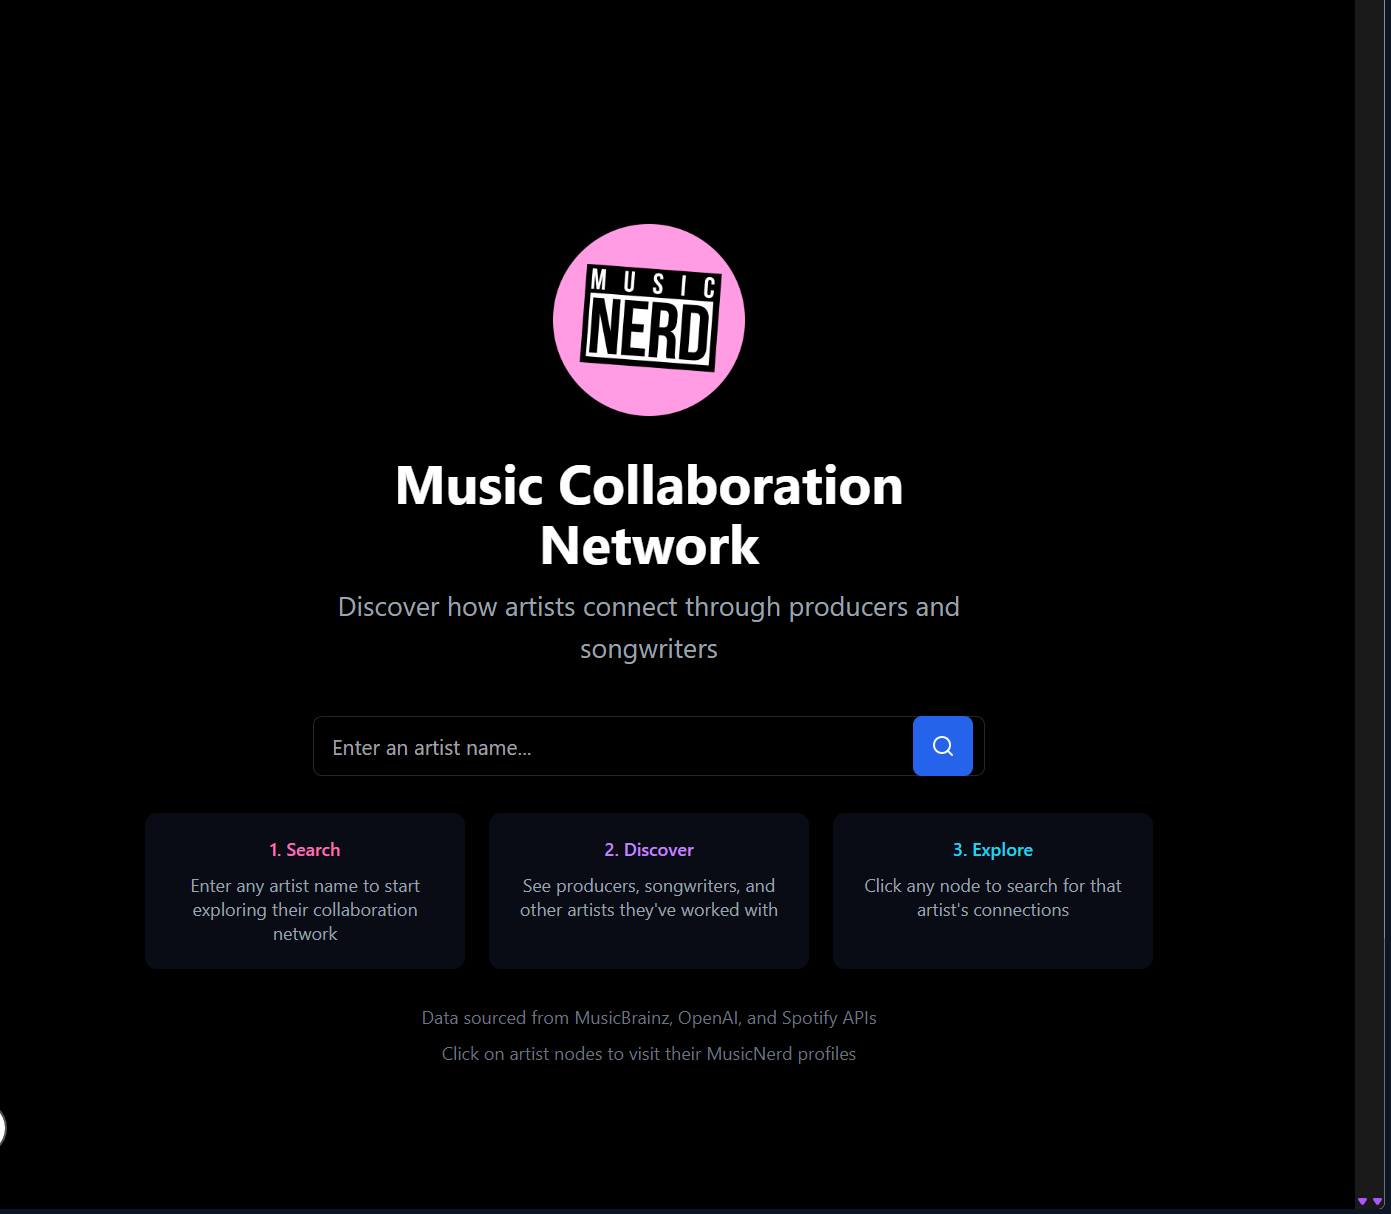 MUSIC
NERD
Music Collaboration
Network
Discover how artists connect through producers and
songwriters
Enter an artist name...
1. Search
Enter any artist name to start
exploring their collaboration
network
2. Discover
See producers, songwriters, and
other artists they've worked with
3. Explore
Click any node to search for that
artist's connections
Data sourced from MusicBrainz, OpenAI, and Spotify APIs
Click on artist nodes to visit their MusicNerd profiles